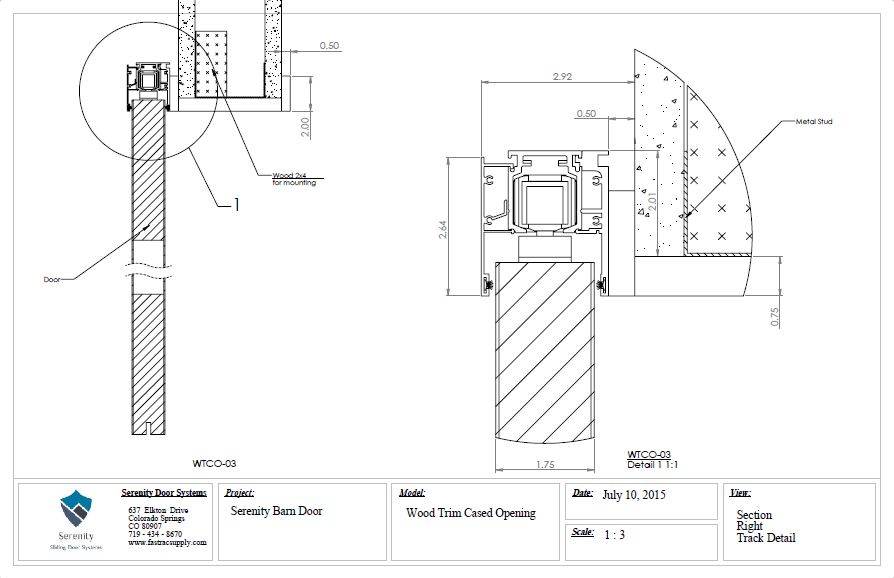 0.50
2.00
Wood 2x4
for mounting
1
Door
WTCO-03
2.92
0.50
Metal Stud
2.01
2.64
0.75
1.75
WTCO-03
Detail 1 1:1
Serenity
Sliding Door Systems
Serenity Door Systems
637 Elkton Drive
Colorado Springs
CO 80907
719 - 434 - 8670
www.fastracsupply.com
Project:
Serenity Barn Door
Model:
Wood Trim Cased Opening
Date: July 10, 2015
Scale: 1 : 3
View:
Section
Right
Track Detail